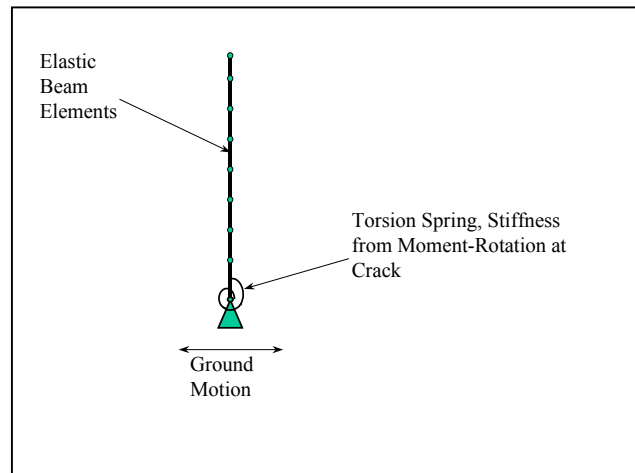 Elastic
Beam
Elements
Torsion Spring, Stiffness
from Moment-Rotation at
Crack
Ground
Motion